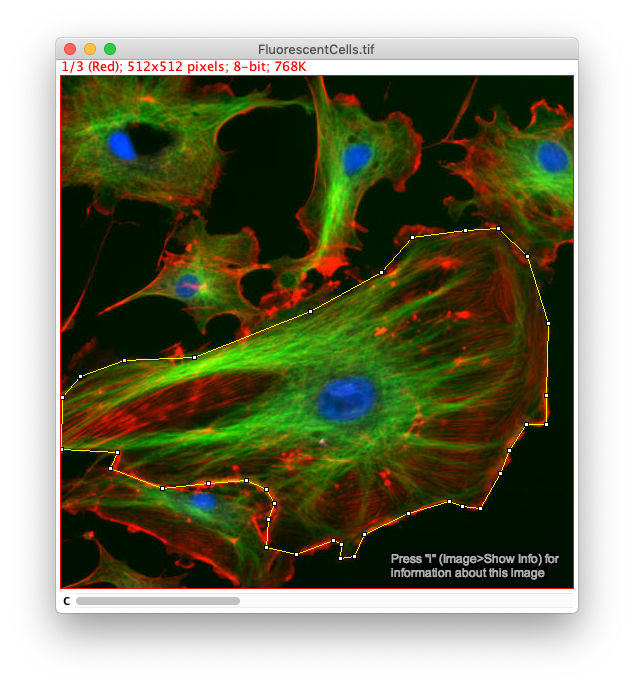 FluorescentCells.tif
1/3 (Red); 512x512 pixels; 8-bit; 768K
Press "i" (Image>Show Info) for
information about this image
C